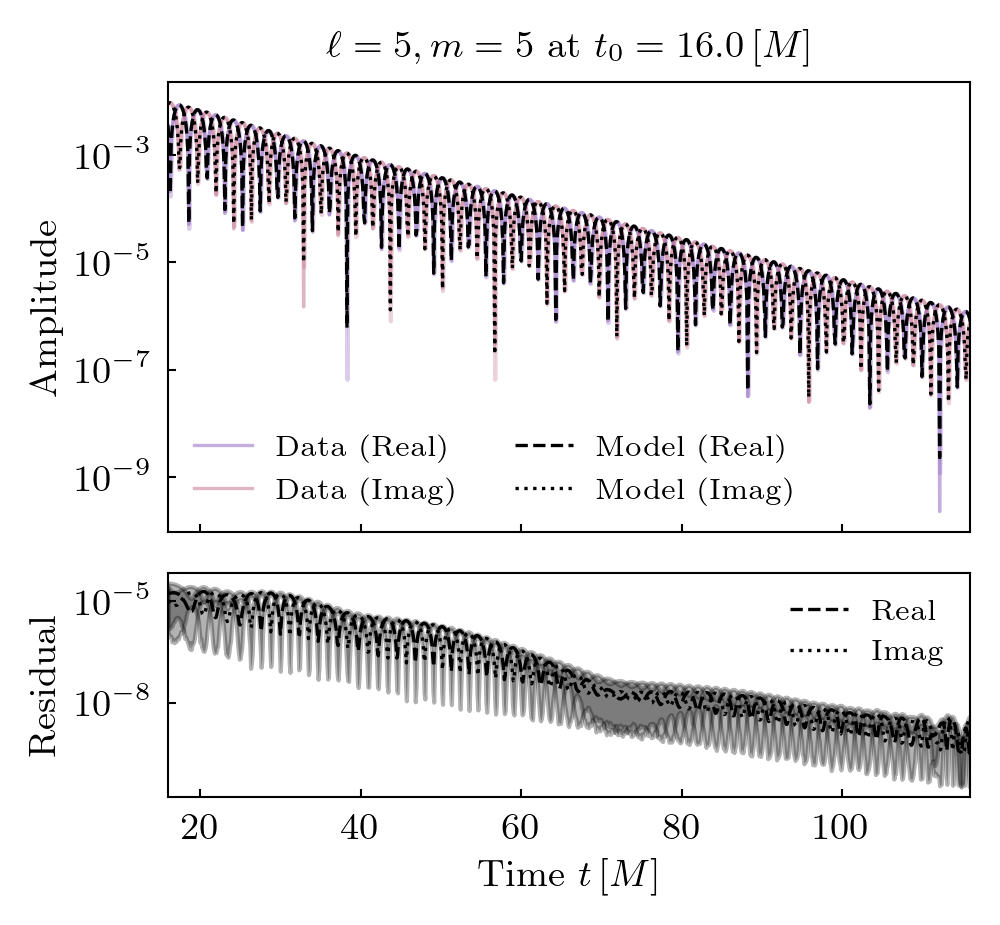 ℓ = 5, m = 5 at t₀ = 16.0 [M]
Amplitude
10⁻³
10⁻⁵
10⁻⁷
10⁻⁹
Data (Real)
Data (Imag)
Model (Real)
Model (Imag)
Residual
10⁻⁵
10⁻⁸
Real
Imag
20 40 60 80 100
Time t [M]